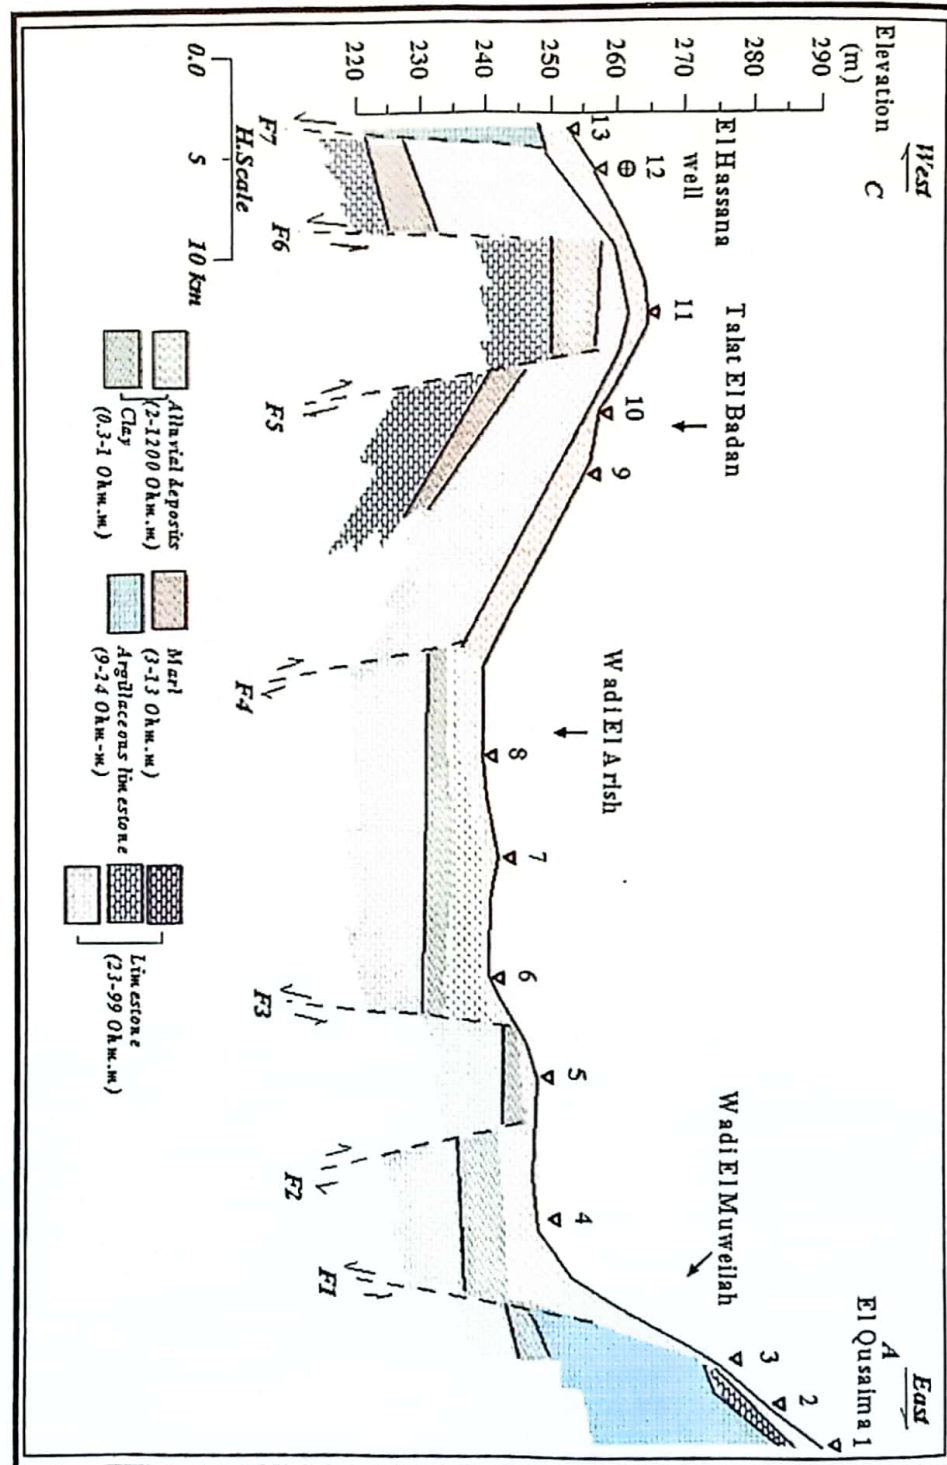 West
C
East
A
Elevation
(m)
290
280
270
260
250
240
230
220
El Hassana
well
Talat El Badan
Wadi El Arish
Wadi El Muweilah
El Qusaima 1
13
12
11
10
9
8
7
6
5
4
3
2
F7
F6
F5
F4
F3
F2
F1
H.Scale
0.0
5
10 km
Alluvial deposits
(2-1200 Ohm.m)
Clay
(0.3-1 Ohm.m)
Marl
(3-13 Ohm.m)
Argillaceous limestone
(9-24 Ohm-m)
Limestone
(23-99 Ohm.m)